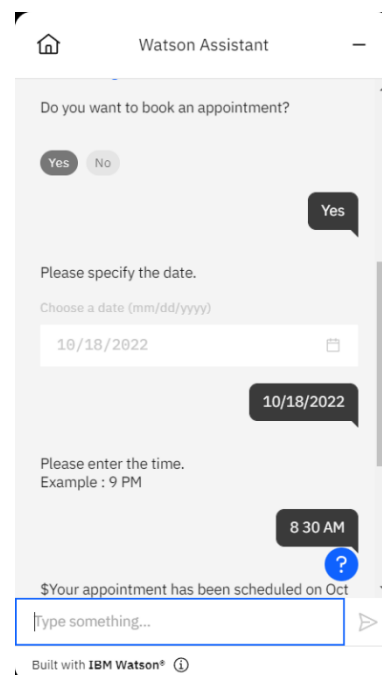 Watson Assistant
Do you want to book an appointment?
Yes No
Yes
Please specify the date.
Choose a date (mm/dd/yyyy)
10/18/2022
10/18/2022
Please enter the time.
Example : 9 PM
8 30 AM
?
$Your appointment has been scheduled on Oct
Type something...
Built with IBM Watson®